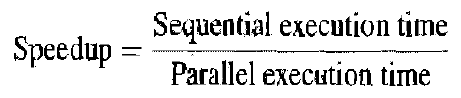 Speedup = Sequential execution time
Parallel execution time